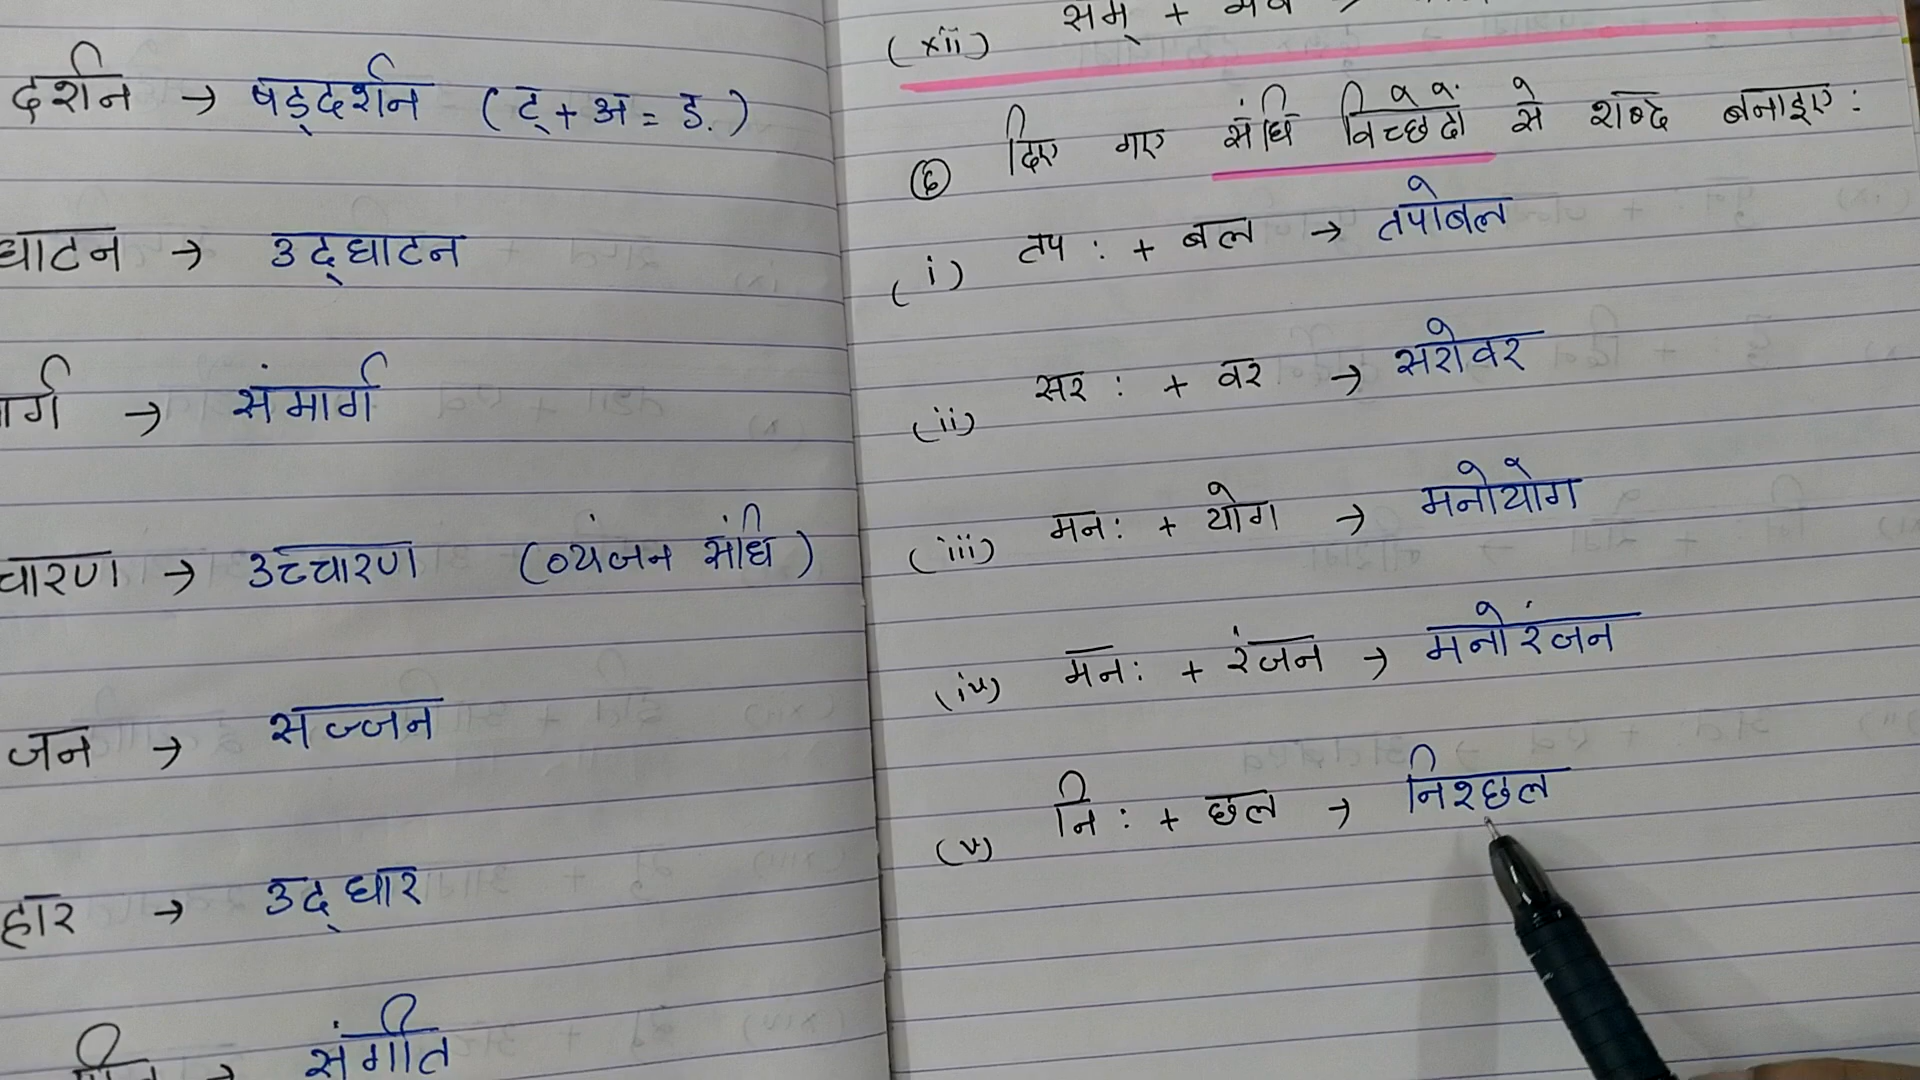 दर्शन → षड्दर्शन (ट् + अ = ड.)
घाटन → उद्घाटन
मार्ग → संमार्ग
चारण → उच्चारण (व्यंजन संधि)
जन → सज्जन
हार → उद्धार
→ संगीत
(xii) सम् +
⑥ दिए गए संधि विच्छेदों से शब्द बनाइए :
(i) तप : + बल → तपोबल
(ii) सर : + वर → सरोवर
(iii) मन: + योग → मनोयोग
(iv) मन: + रंजन → मनोरंजन
(v) नि : + छल → निश्छल